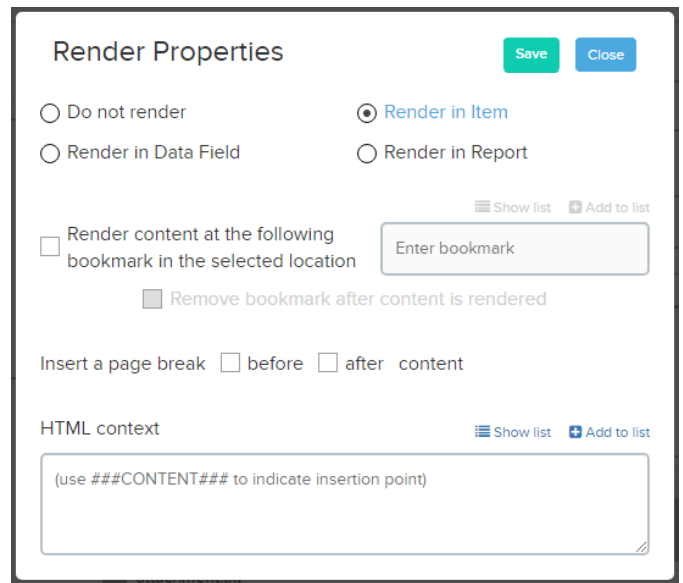 Render Properties
Save
Close
Do not render
Render in Item
Render in Data Field
Render in Report
Show list
Add to list
Render content at the following
bookmark in the selected location
Enter bookmark
Remove bookmark after content is rendered
Insert a page break
before
after
content
HTML context
Show list
Add to list
(use ###CONTENT### to indicate insertion point)